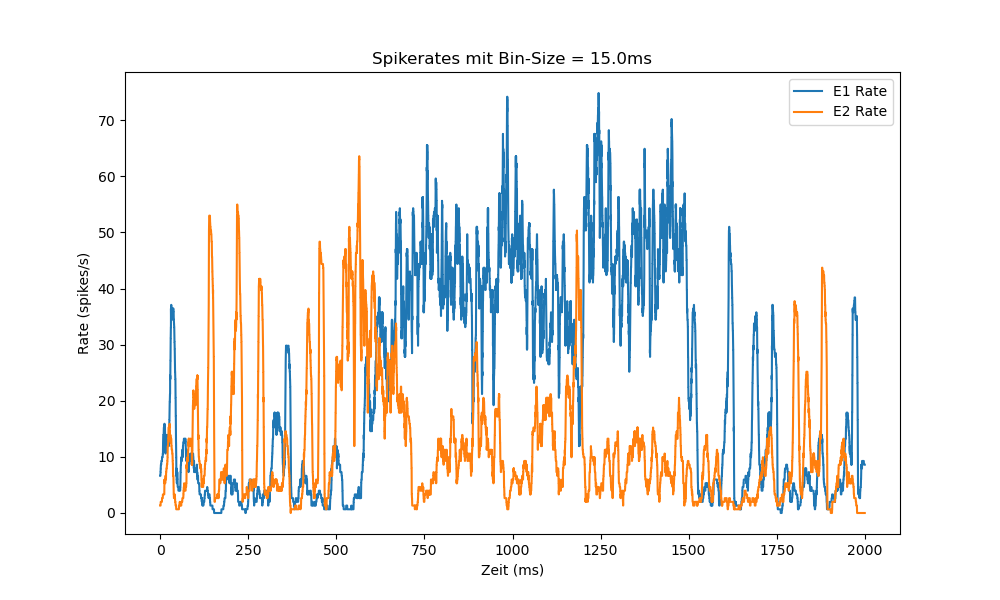 Spikerates mit Bin-Size = 15.0ms
E1 Rate
E2 Rate
70
60
50
40
30
20
10
0
Rate (spikes/s)
0 250 500 750 1000 1250 1500 1750 2000
Zeit (ms)